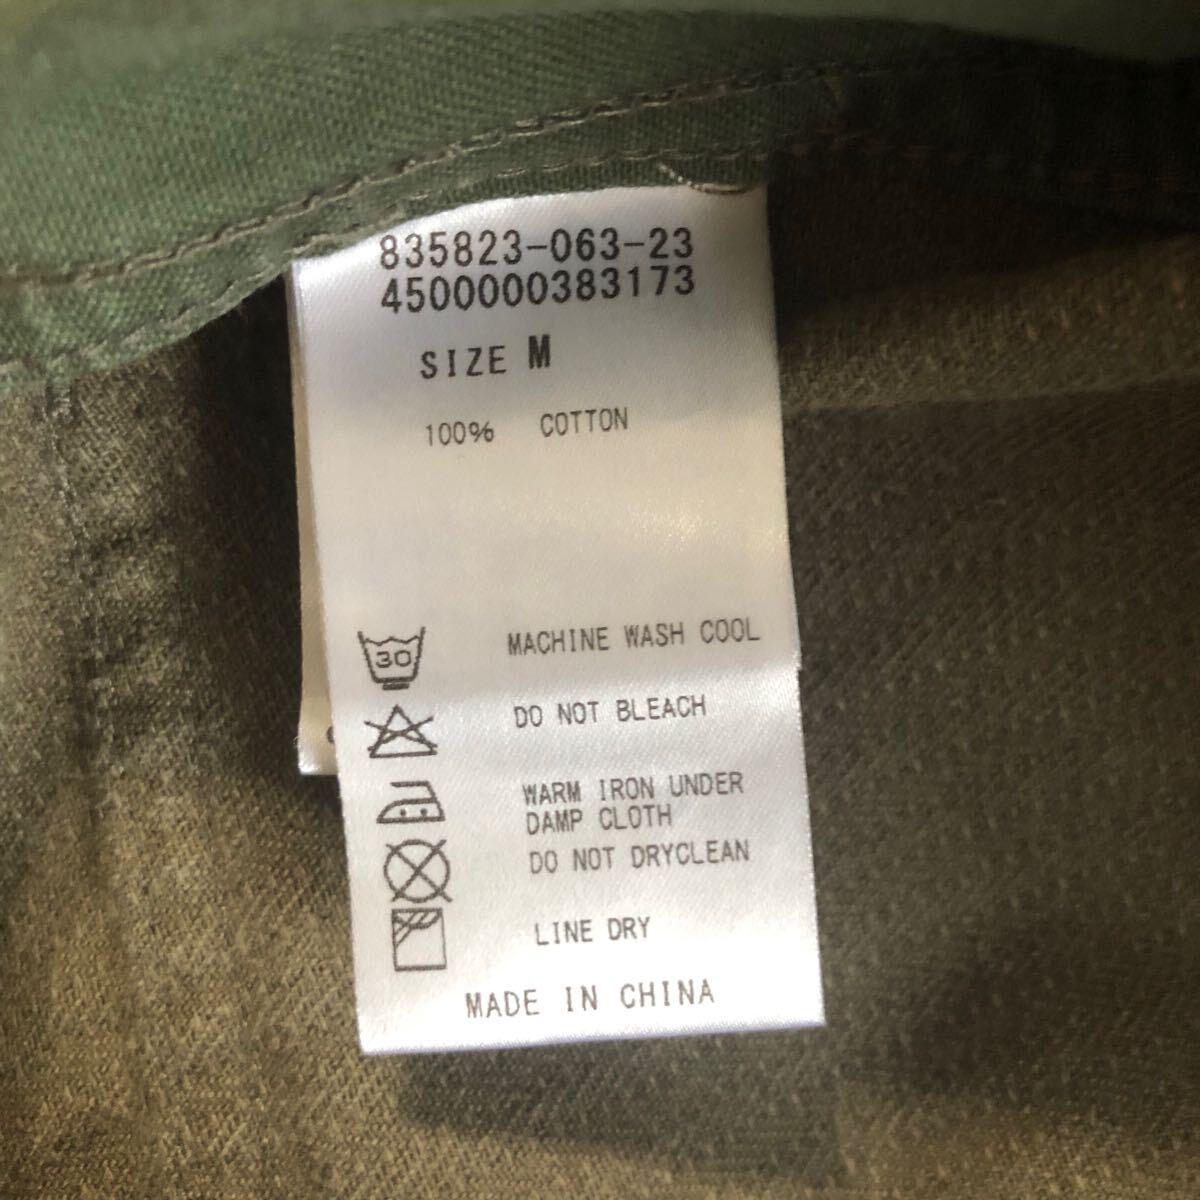 835823-063-23
4500000383173
SIZE M
100% COTTON
30 MACHINE WASH COOL
DO NOT BLEACH
WARM IRON UNDER
DAMP CLOTH
DO NOT DRYCLEAN
LINE DRY
MADE IN CHINA